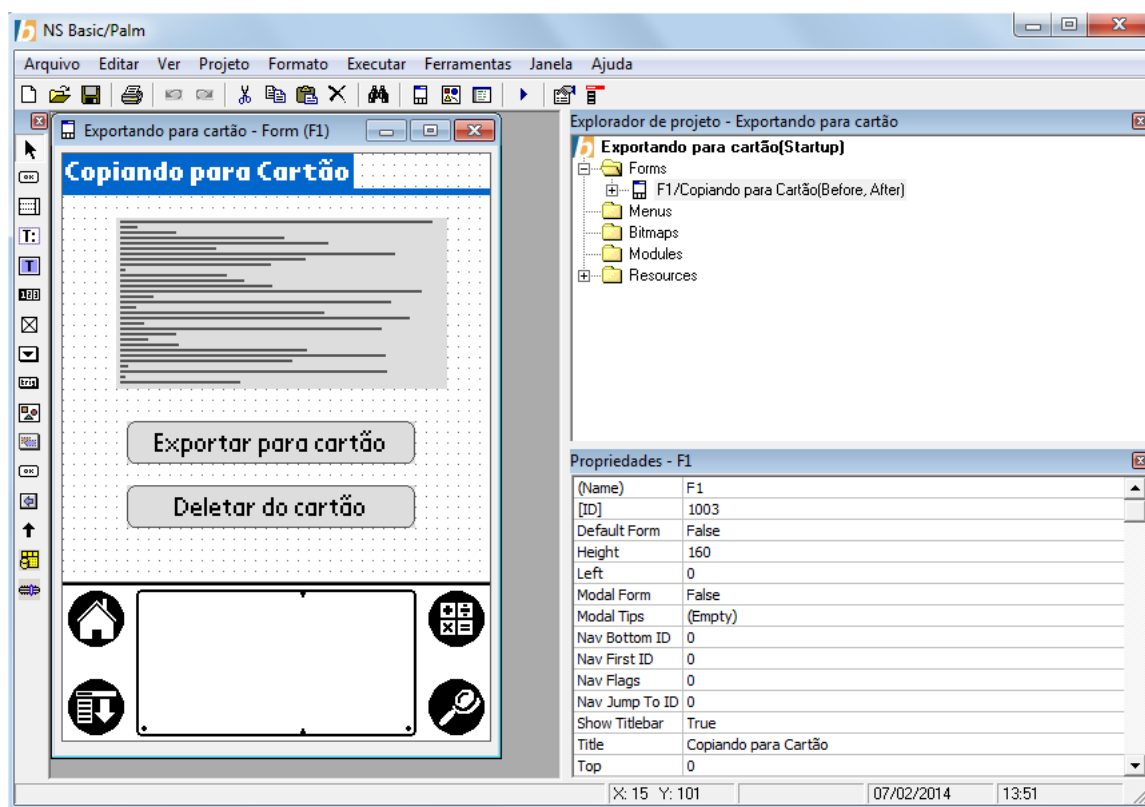 NS Basic/Palm
Arquivo Editar Ver Projeto Formato Executar Ferramentas Janela Ajuda
Exportando para cartão - Form (F1)
Copiando para Cartão
Exportar para cartão
Deletar do cartão
OK
T:
T
123
trig
OK
Explorador de projeto - Exportando para cartão
Exportando para cartão(Startup)
Forms
F1/Copiando para Cartão(Before, After)
Menus
Bitmaps
Modules
Resources
Propriedades - F1
(Name) F1
[ID] 1003
Default Form False
Height 160
Left 0
Modal Form False
Modal Tips (Empty)
Nav Bottom ID 0
Nav First ID 0
Nav Flags 0
Nav Jump To ID 0
Show Titlebar True
Title Copiando para Cartão
Top 0
X: 15 Y: 101 07/02/2014 13:51